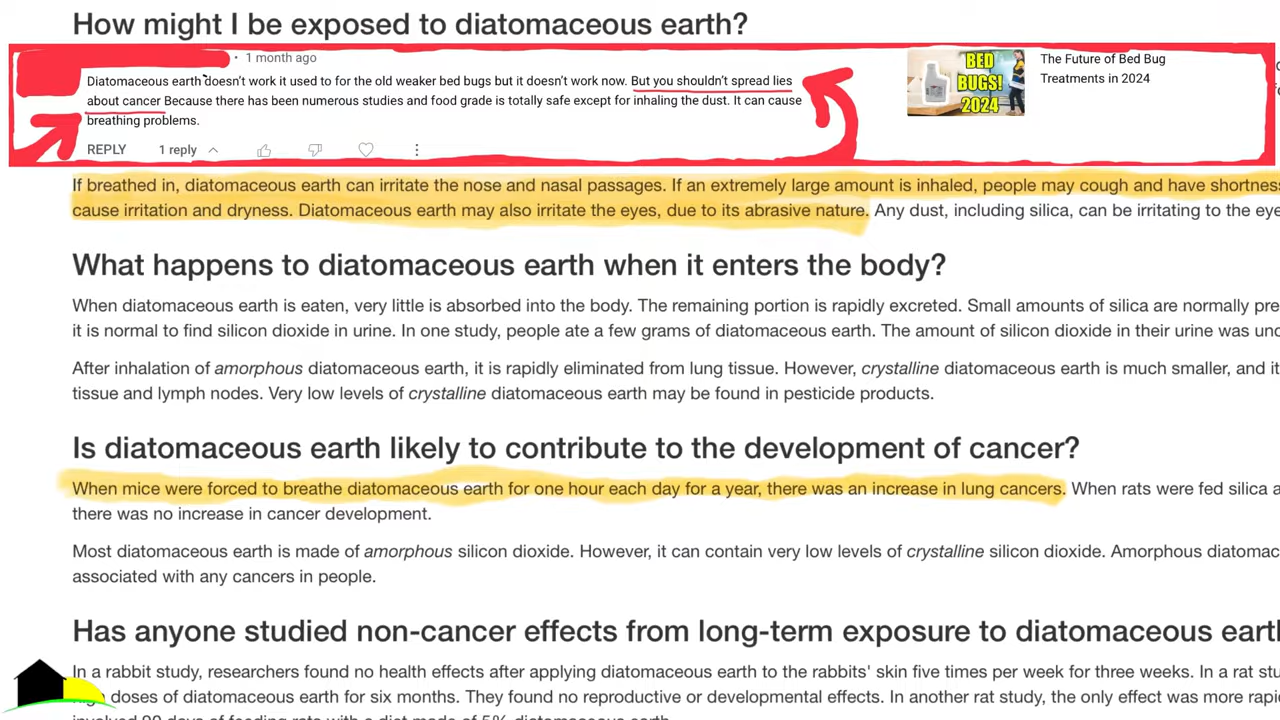 How might I be exposed to diatomaceous earth?
· 1 month ago
Diatomaceous earth doesn't work it used to for the old weaker bed bugs but it doesn't work now. But you shouldn't spread lies
about cancer Because there has been numerous studies and food grade is totally safe except for inhaling the dust. It can cause
breathing problems.
REPLY 1 reply
BED
BUGS!
2024
The Future of Bed Bug
Treatments in 2024
If breathed in, diatomaceous earth can irritate the nose and nasal passages. If an extremely large amount is inhaled, people may cough and have
cause irritation and dryness. Diatomaceous earth may also irritate the eyes, due to its abrasive nature. Any dust, including silica, can be irritating to the
What happens to diatomaceous earth when it enters the body?
When diatomaceous earth is eaten, very little is absorbed into the body. The remaining portion is rapidly excreted. Small amounts of silica are normally
it is normal to find silicon dioxide in urine. In one study, people ate a few grams of diatomaceous earth. The amount of silicon dioxide in their urine was
After inhalation of amorphous diatomaceous earth, it is rapidly eliminated from lung tissue. However, crystalline diatomaceous earth is much smaller, and
tissue and lymph nodes. Very low levels of crystalline diatomaceous earth may be found in pesticide products.
Is diatomaceous earth likely to contribute to the development of cancer?
When mice were forced to breathe diatomaceous earth for one hour each day for a year, there was an increase in lung cancers. When rats were fed silica
there was no increase in cancer development.
Most diatomaceous earth is made of amorphous silicon dioxide. However, it can contain very low levels of crystalline silicon dioxide. Amorphous
associated with any cancers in people.
Has anyone studied non-cancer effects from long-term exposure to diatomaceous
In a rabbit study, researchers found no health effects after applying diatomaceous earth to the rabbits' skin five times per week for three weeks. In a rat
doses of diatomaceous earth for six months. They found no reproductive or developmental effects. In another rat study, the only effect was more